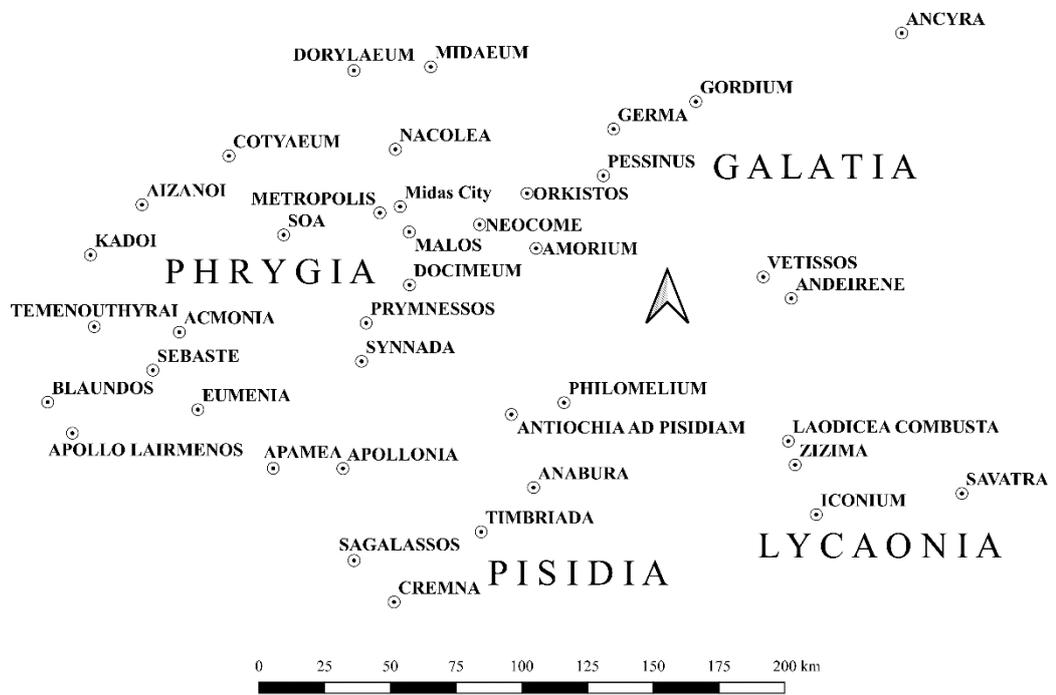 ANCYRA
DORYLAEUM
MIDAEUM
GORDIUM
GERMA
COTYAEUM
NACOLEA
PESSINUS
GALATIA
AIZANOI
METROPOLIS
Midas City
ORKISTOS
SOA
NEOCOME
KADOI
MALOS
AMORIUM
PHRYGIA
DOCIMEUM
VETISSOS
ANDEIRENE
TEMENOUTHYRAI
ACMONIA
PRYMNESSOS
SEBASTE
SYNNADA
BLAUNDOS
EUMENIA
PHILOMELIUM
ANTIOCHIA AD PISIDIAM
LAODICEA COMBUSTA
APOLLO LAIRMENOS
APAMEA
APOLLONIA
ZIZIMA
ANABURA
SAVATRA
ICONIUM
TIMBRIADA
SAGALASSOS
LYCAONIA
PISIDIA
CREMNA
0 25 50 75 100 125 150 175 200 km